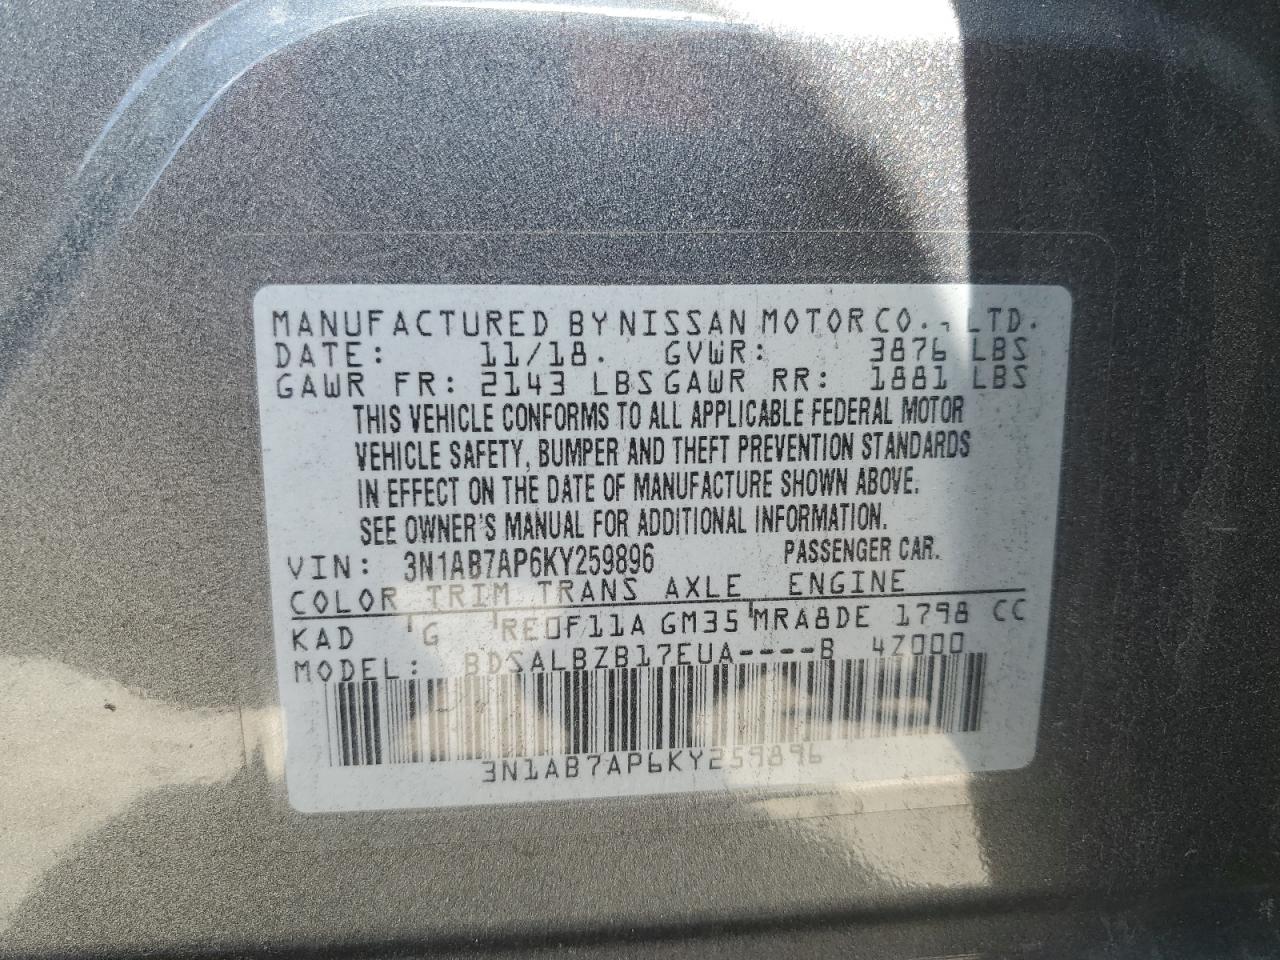 MANUFACTURED BY NISSAN MOTOR CO., LTD.
DATE: 11/18. GVWR: 3876 LBS
GAWR FR: 2143 LBS GAWR RR: 1881 LBS
THIS VEHICLE CONFORMS TO ALL APPLICABLE FEDERAL MOTOR
VEHICLE SAFETY, BUMPER AND THEFT PREVENTION STANDARDS
IN EFFECT ON THE DATE OF MANUFACTURE SHOWN ABOVE.
SEE OWNER'S MANUAL FOR ADDITIONAL INFORMATION.
VIN: 3N1AB7AP6KY259896 PASSENGER CAR.
COLOR TRIM TRANS AXLE ENGINE
KAD G RE0F11A GM35 MRA8DE 1798 CC
MODEL: BDSALBZB17EUA----B 4Z000
3N1AB7AP6KY259896